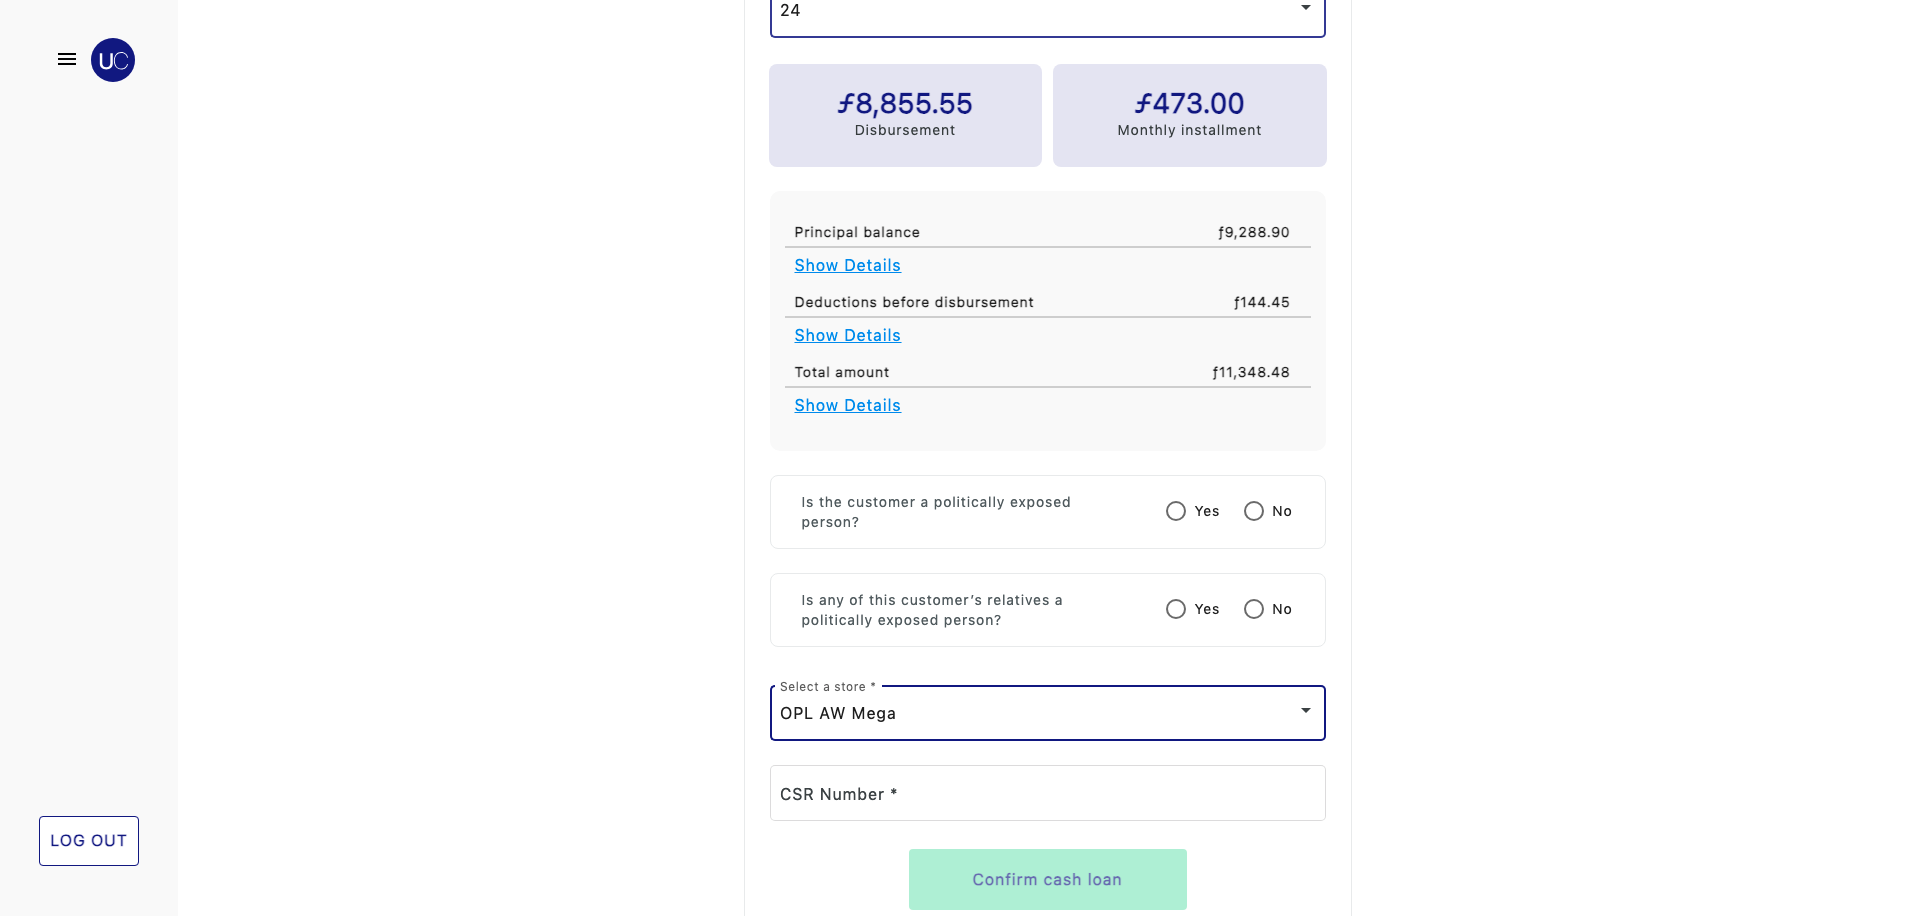 24
UC
ƒ8,855.55
Disbursement
ƒ473.00
Monthly installment
Principal balance ƒ9,288.90
Show Details
Deductions before disbursement ƒ144.45
Show Details
Total amount ƒ11,348.48
Show Details
Is the customer a politically exposed
person?
Yes No
Is any of this customer’s relatives a
politically exposed person?
Yes No
Select a store *
OPL AW Mega
CSR Number *
LOG OUT
Confirm cash loan